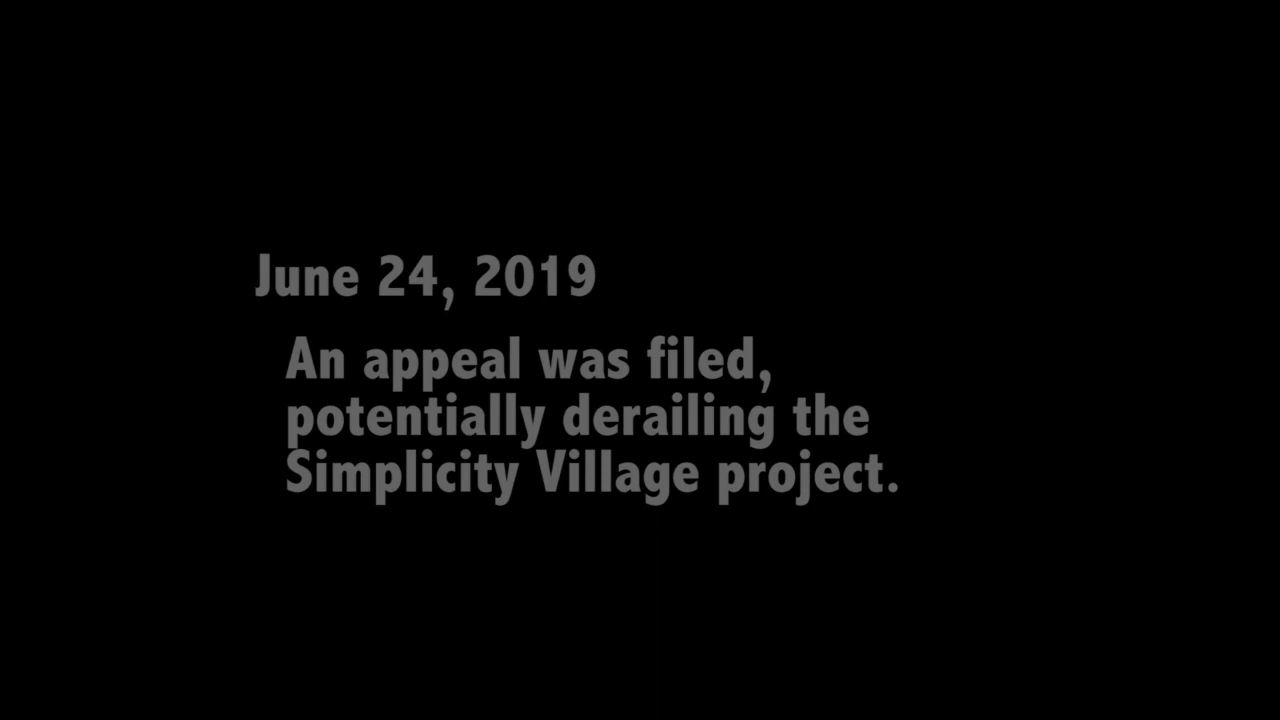 June 24, 2019
An appeal was filed,
potentially derailing the
Simplicity Village project.